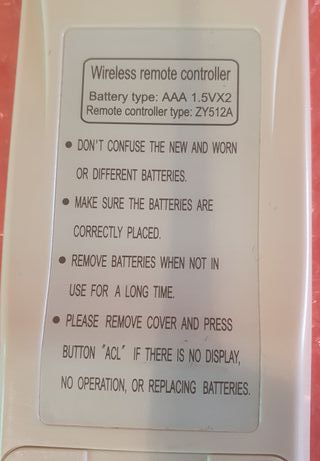 Wireless remote controller
Battery type: AAA 1.5VX2
Remote controller type: ZY512A
● DON'T CONFUSE THE NEW AND WORN
OR DIFFERENT BATTERIES.
● MAKE SURE THE BATTERIES ARE
CORRECTLY PLACED.
● REMOVE BATTERIES WHEN NOT IN
USE FOR A LONG TIME.
● PLEASE REMOVE COVER AND PRESS
BUTTON "ACL" IF THERE IS NO DISPLAY,
NO OPERATION, OR REPLACING BATTERIES.